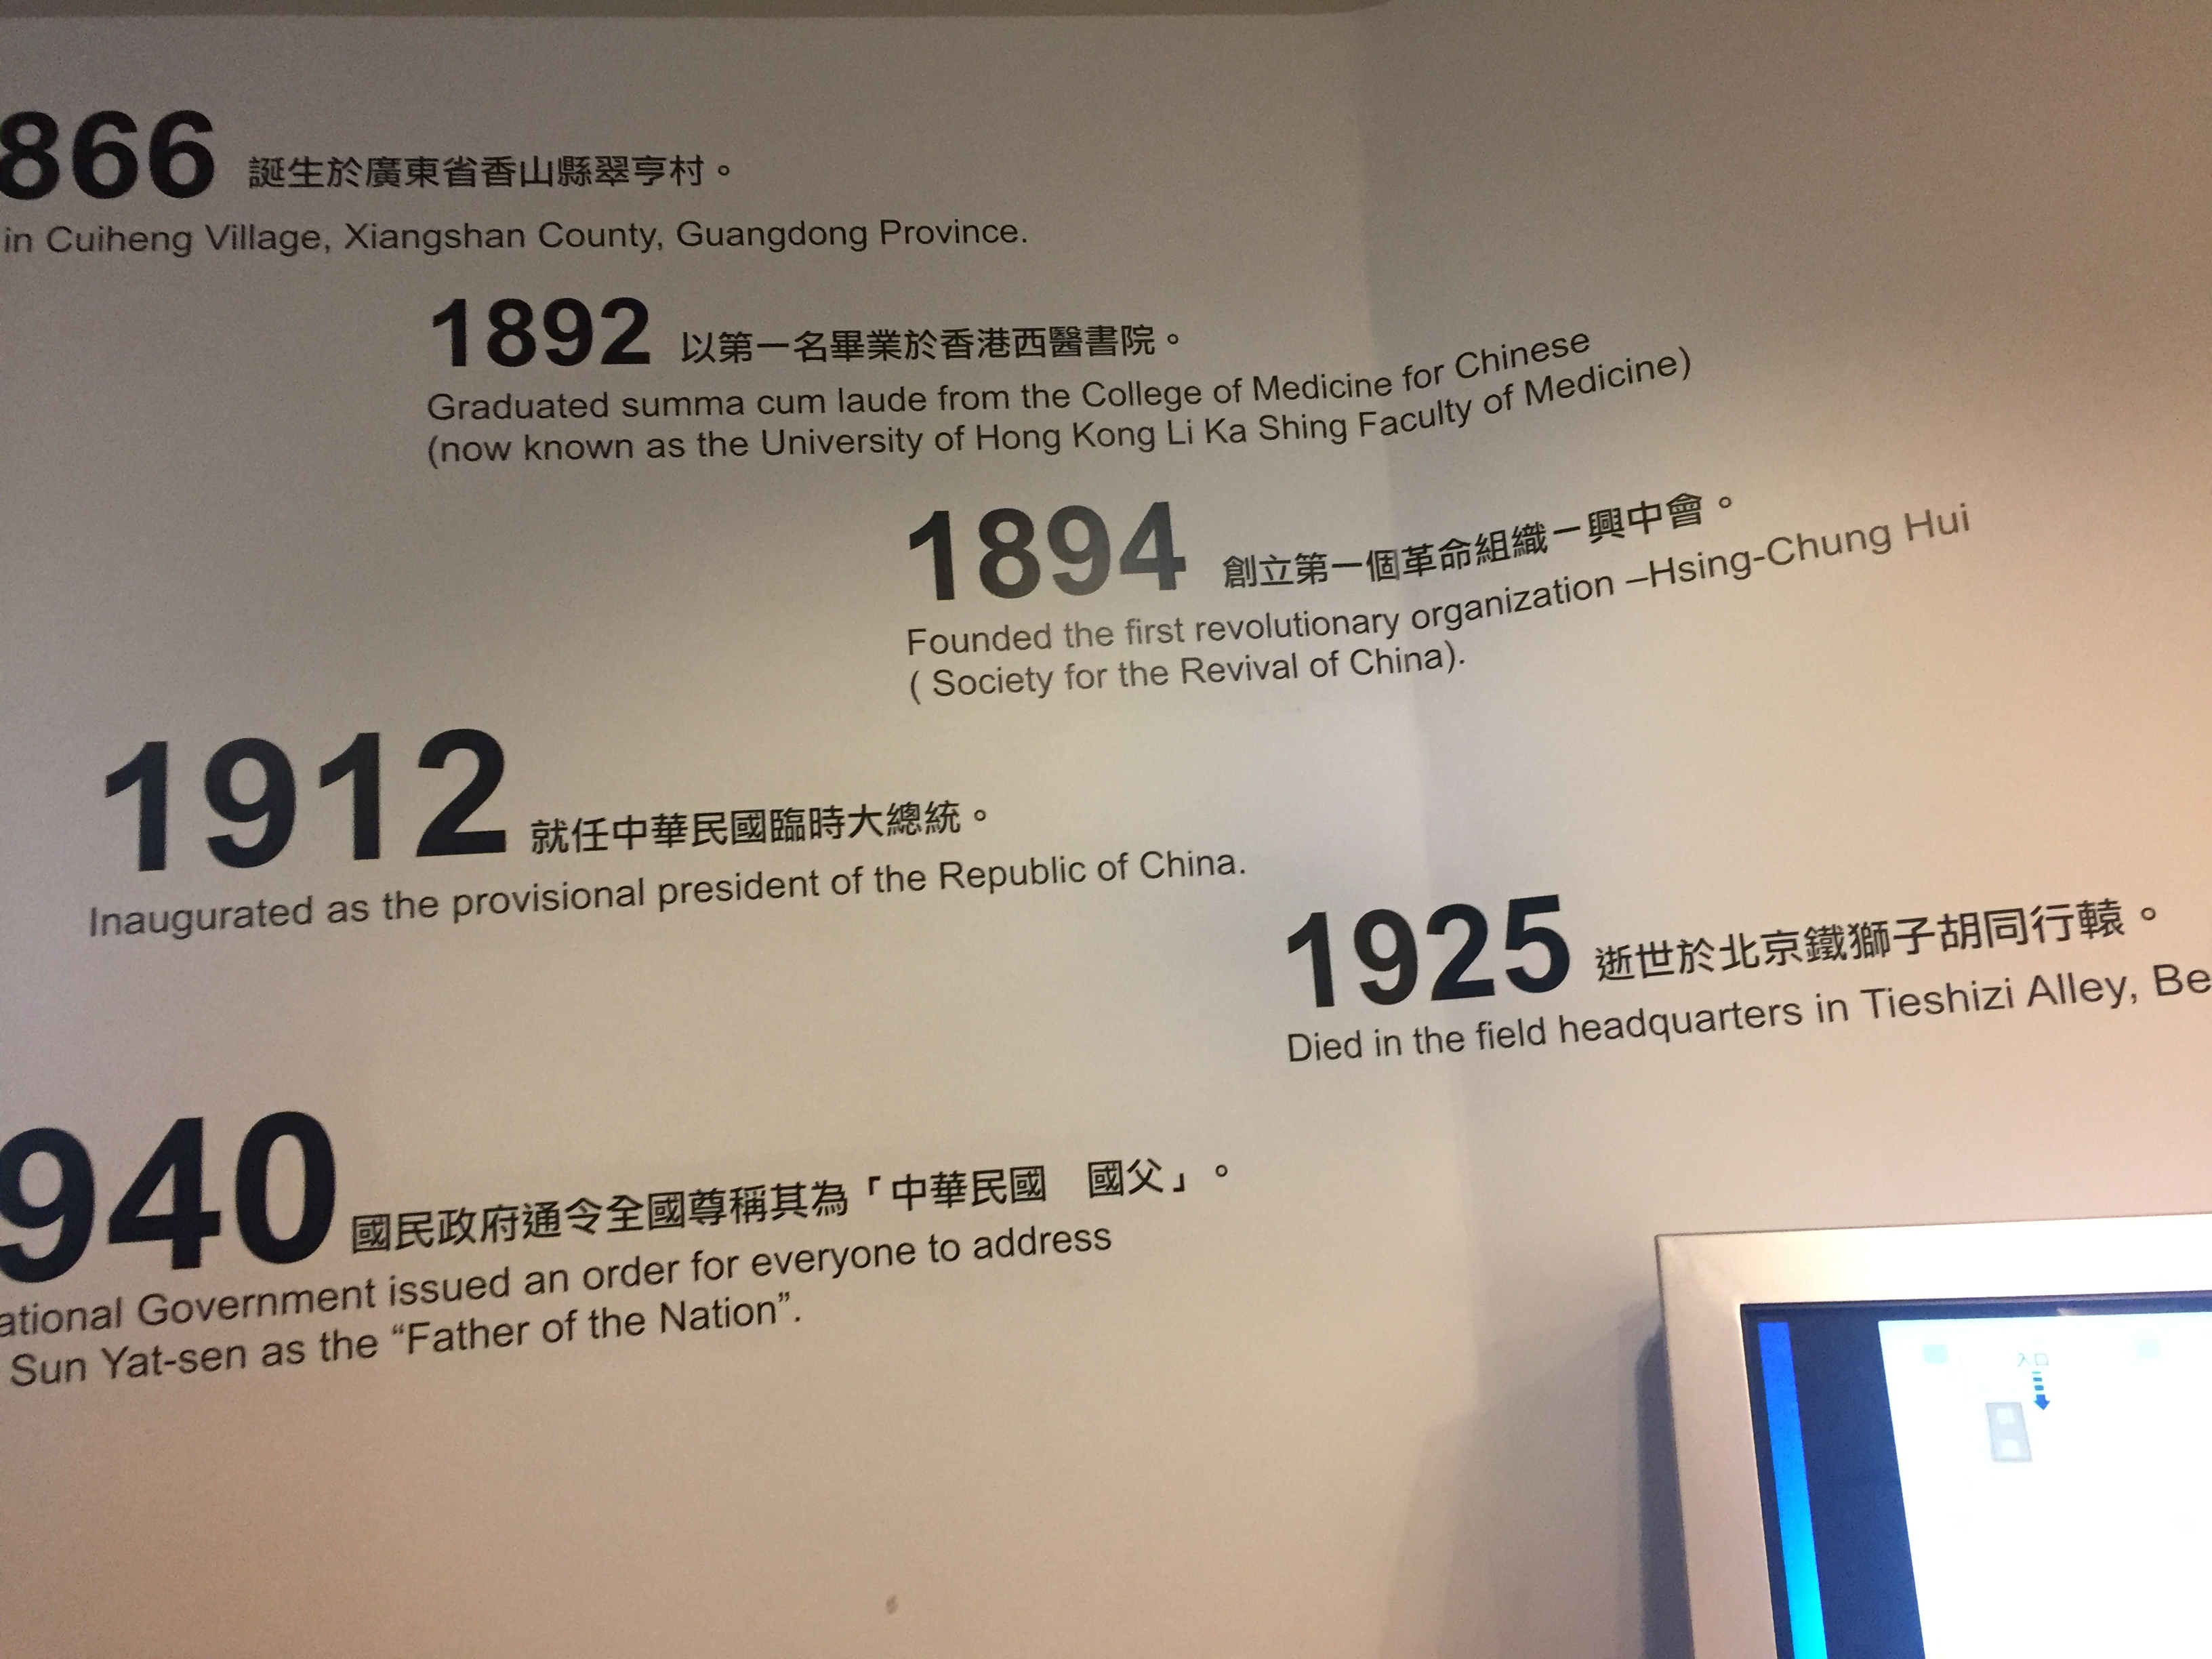 866 誕生於廣東省香山縣翠亨村。
in Cuiheng Village, Xiangshan County, Guangdong Province.
1892 以第一名畢業於香港西醫書院。
Graduated summa cum laude from the College of Medicine for Chinese
(now known as the University of Hong Kong Li Ka Shing Faculty of Medicine)
1894 創立第一個革命組織－興中會。
Founded the first revolutionary organization –Hsing-Chung Hui
( Society for the Revival of China).
1912 就任中華民國臨時大總統。
Inaugurated as the provisional president of the Republic of China.
1925 逝世於北京鐵獅子胡同行轅。
Died in the field headquarters in Tieshizi Alley, Be
940 國民政府通令全國尊稱其為「中華民國　國父」。
ational Government issued an order for everyone to address
Sun Yat-sen as the “Father of the Nation”.
入口